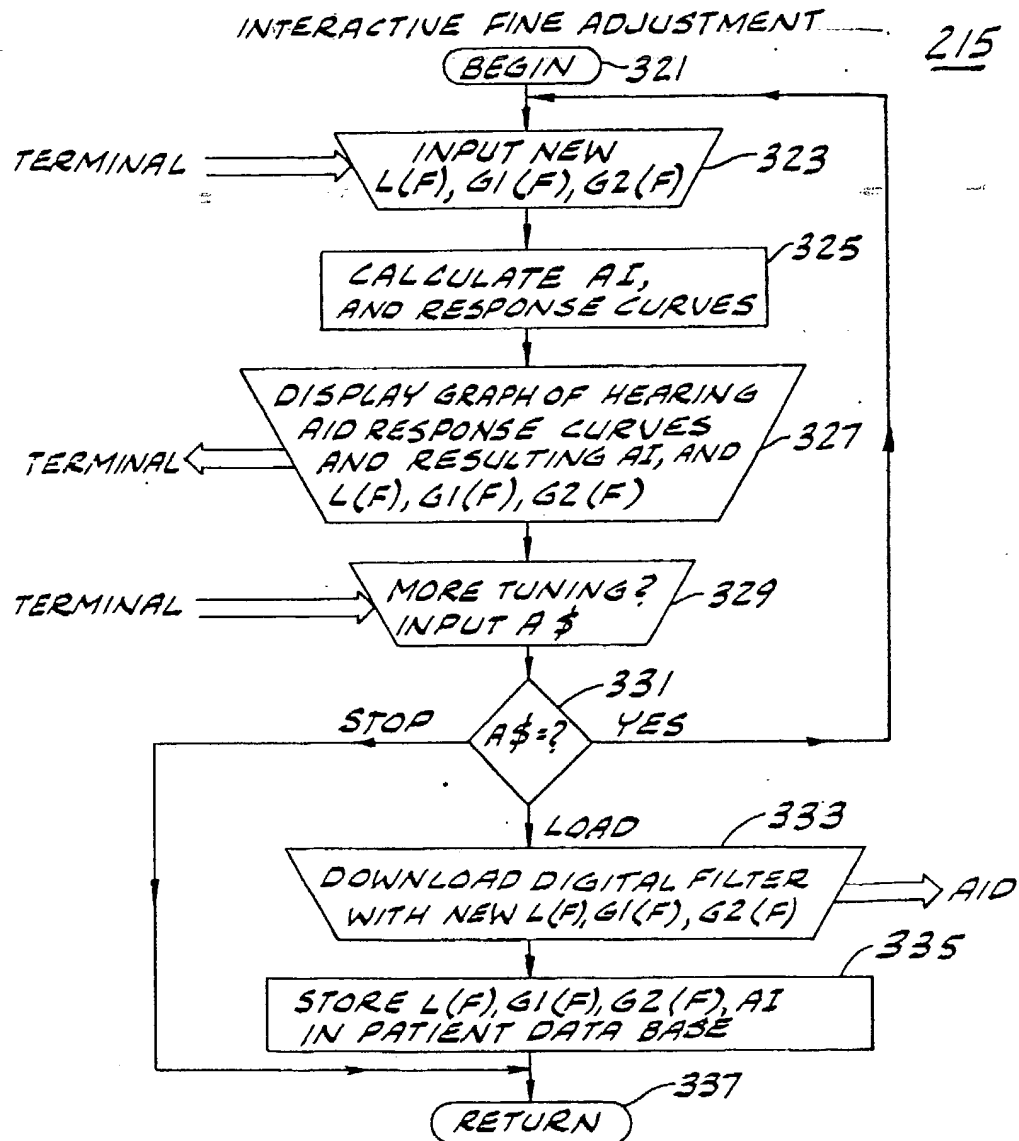 INTERACTIVE FINE ADJUSTMENT
215
BEGIN
321
TERMINAL
INPUT NEW
L(F), G1(F), G2(F)
323
325
CALCULATE AI,
AND RESPONSE CURVES
DISPLAY GRAPH OF HEARING
AID RESPONSE CURVES
AND RESULTING AI, AND
L(F), G1(F), G2(F)
327
TERMINAL
TERMINAL
MORE TUNING?
INPUT A$
329
331
STOP
A$=?
YES
LOAD
333
DOWNLOAD DIGITAL FILTER
WITH NEW L(F), G1(F), G2(F)
AID
335
STORE L(F), G1(F), G2(F), AI
IN PATIENT DATA BASE
337
RETURN